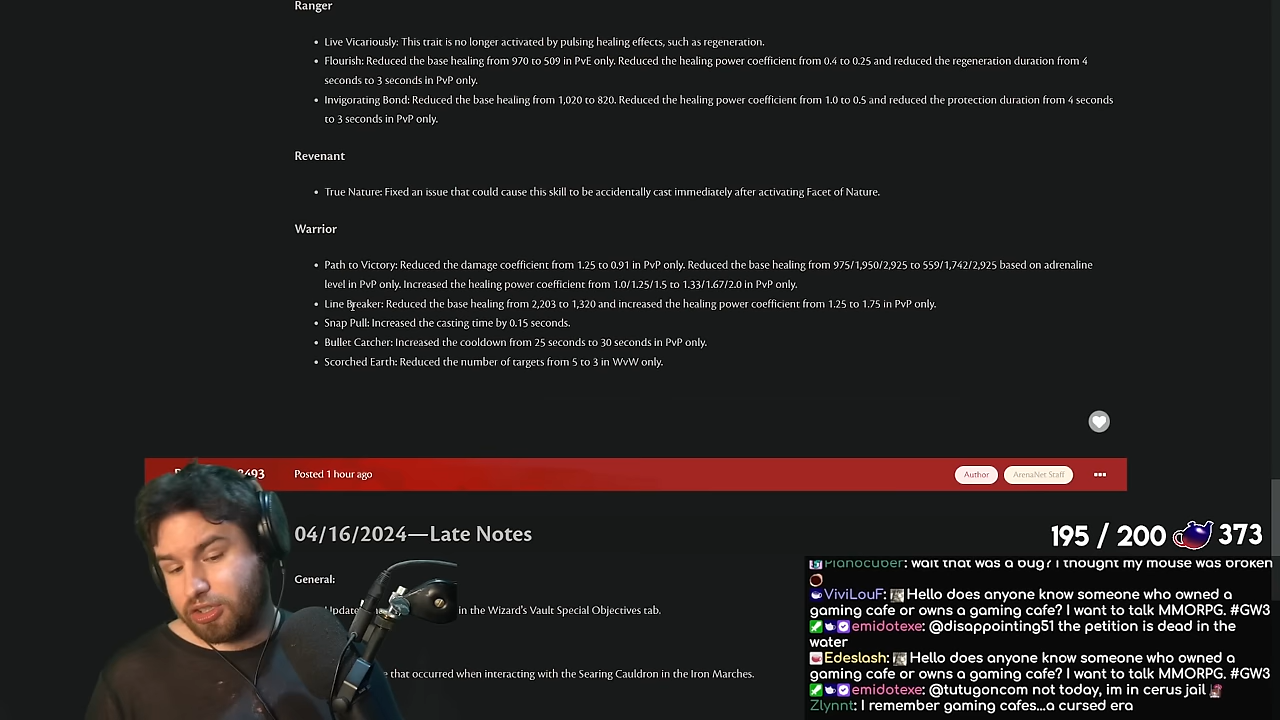 Ranger
Live Vicariously: This trait is no longer activated by pulsing healing effects, such as regeneration.
Flourish: Reduced the base healing from 970 to 509 in PvE only. Reduced the healing power coefficient from 0.4 to 0.25 and reduced the regeneration duration from 4
seconds to 3 seconds in PvP only.
Invigorating Bond: Reduced the base healing from 1,020 to 820. Reduced the healing power coefficient from 1.0 to 0.5 and reduced the protection duration from 4 seconds
to 3 seconds in PvP only.
Revenant
True Nature: Fixed an issue that could cause this skill to be accidentally cast immediately after activating Facet of Nature.
Warrior
Path to Victory: Reduced the damage coefficient from 1.25 to 0.91 in PvP only. Reduced the base healing from 975/1,950/2,925 to 559/1,742/2,925 based on adrenaline
level in PvP only. Increased the healing power coefficient from 1.0/1.25/1.5 to 1.33/1.67/2.0 in PvP only.
Line Breaker: Reduced the base healing from 2,203 to 1,320 and increased the healing power coefficient from 1.25 to 1.75 in PvP only.
Snap Pull: Increased the casting time by 0.15 seconds.
Bullet Catcher: Increased the cooldown from 25 seconds to 30 seconds in PvP only.
Scorched Earth: Reduced the number of targets from 5 to 3 in WvW only.
3493 Posted 1 hour ago Author ArenaNet Staff
04/16/2024—Late Notes
General:
in the Wizard's Vault Special Objectives tab.
that occurred when interacting with the Searing Cauldron in the Iron Marches.
195 / 200 373
Pianocuber: wait that was a bug? I thought my mouse was broken
ViviLouF: Hello does anyone know someone who owned a
gaming cafe or owns a gaming cafe? I want to talk MMORPG. #GW3
emidotexe: @disappointing51 the petition is dead in the
water
Edeslash: Hello does anyone know someone who owned a
gaming cafe or owns a gaming cafe? I want to talk MMORPG. #GW3
emidotexe: @tutugoncom not today, im in cerus jail
Zlynnt: I remember gaming cafes...a cursed era